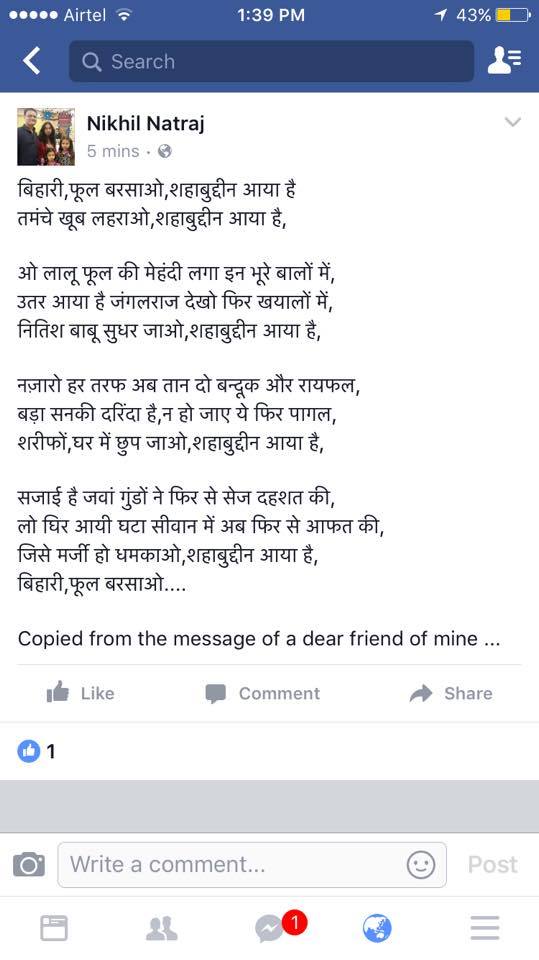 Airtel 1:39 PM 43%
Search
Nikhil Natraj
5 mins ·
बिहारी,फूल बरसाओ,शहाबुद्दीन आया है
तमंचे खूब लहराओ,शहाबुद्दीन आया है,
ओ लालू फूल की मेहंदी लगा इन भूरे बालों में,
उतर आया है जंगलराज देखो फिर खयालों में,
नितिश बाबू सुधर जाओ,शहाबुद्दीन आया है,
नज़ारो हर तरफ अब तान दो बन्दूक और रायफल,
बड़ा सनकी दरिंदा है,न हो जाए ये फिर पागल,
शरीफों,घर में छुप जाओ,शहाबुद्दीन आया है,
सजाई है जवां गुंडों ने फिर से सेज दहशत की,
लो घिर आयी घटा सीवान में अब फिर से आफत की,
जिसे मर्जी हो धमकाओ,शहाबुद्दीन आया है,
बिहारी,फूल बरसाओ....
Copied from the message of a dear friend of mine ...
Like Comment Share
1
Write a comment... Post
1